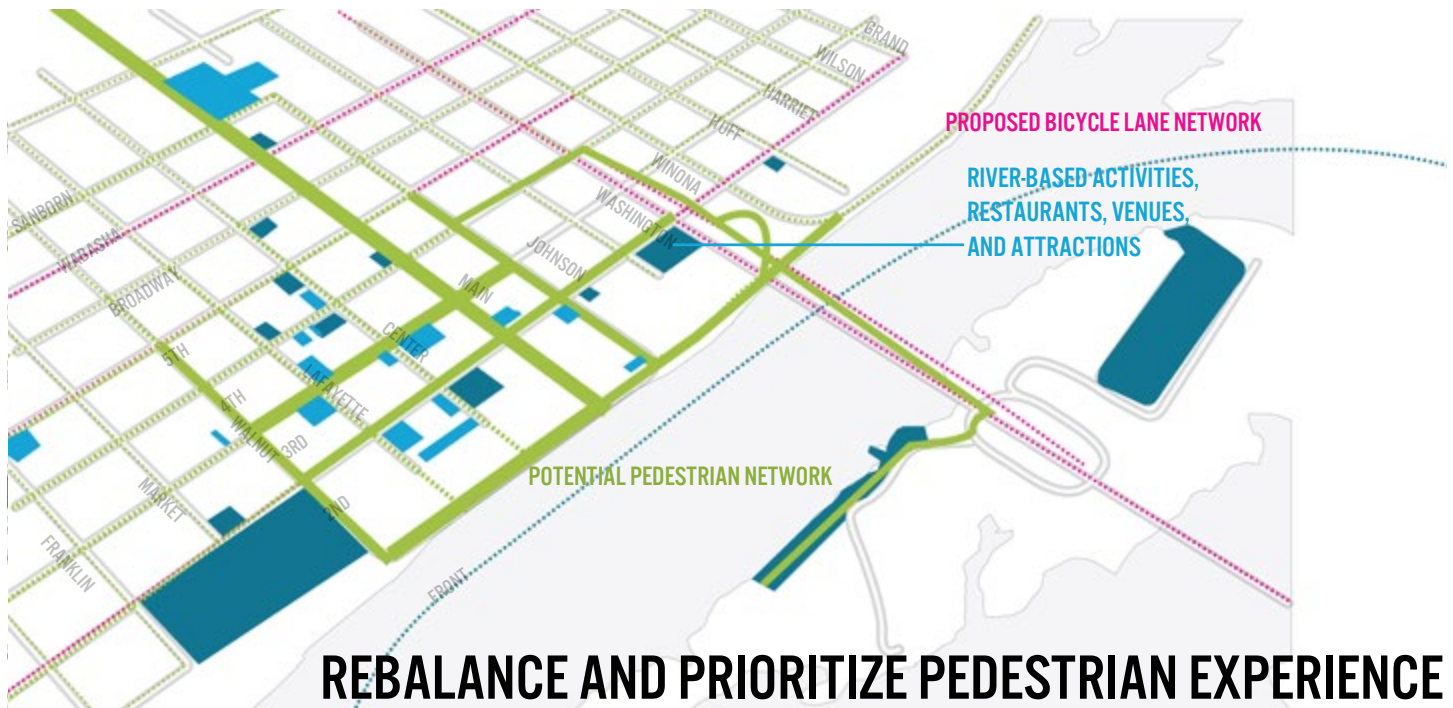 GRAND
WILSON
HARRIET
HUFF
WINONA
WASHINGTON
JOHNSON
MAIN
CENTER
LAFAYETTE
WALNUT
MARKET
FRANKLIN
SANBORN
WABASHA
BROADWAY
5TH
4TH
3RD
2ND
FRONT
PROPOSED BICYCLE LANE NETWORK
RIVER-BASED ACTIVITIES,
RESTAURANTS, VENUES,
AND ATTRACTIONS
POTENTIAL PEDESTRIAN NETWORK
REBALANCE AND PRIORITIZE PEDESTRIAN EXPERIENCE